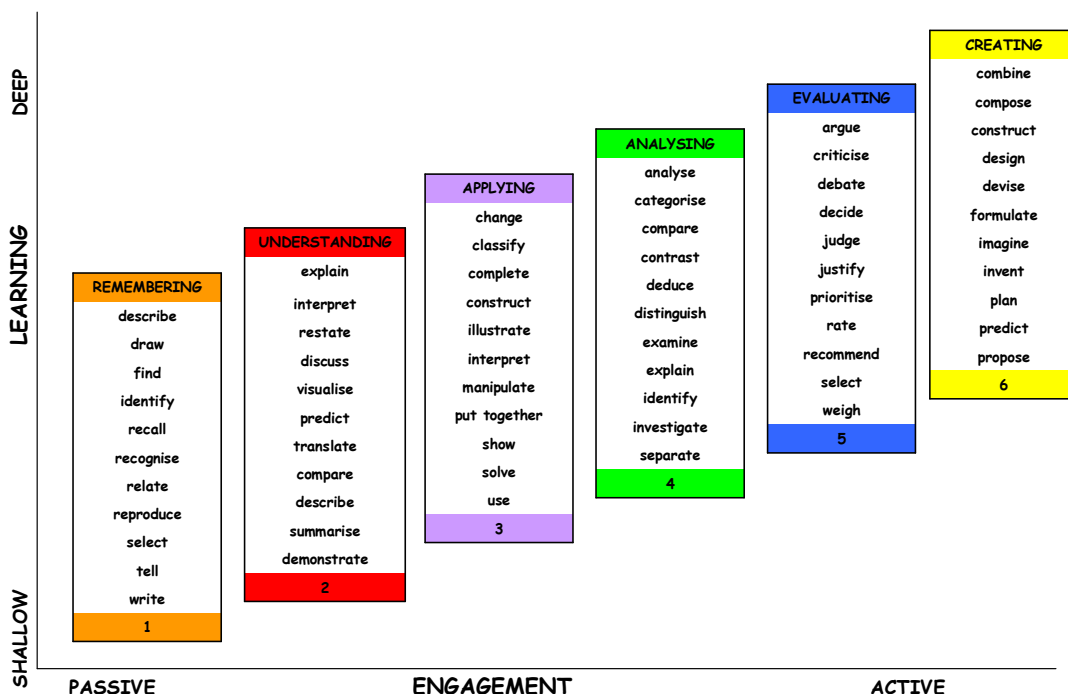 DEEP
LEARNING
SHALLOW
REMEMBERING
describe
draw
find
identify
recall
recognise
relate
reproduce
select
tell
write
1
UNDERSTANDING
explain
interpret
restate
discuss
visualise
predict
translate
compare
describe
summarise
demonstrate
2
APPLYING
change
classify
complete
construct
illustrate
interpret
manipulate
put together
show
solve
use
3
ANALYSING
analyse
categorise
compare
contrast
deduce
distinguish
examine
explain
identify
investigate
separate
4
EVALUATING
argue
criticise
debate
decide
judge
justify
prioritise
rate
recommend
select
weigh
5
CREATING
combine
compose
construct
design
devise
formulate
imagine
invent
plan
predict
propose
6
PASSIVE
ENGAGEMENT
ACTIVE